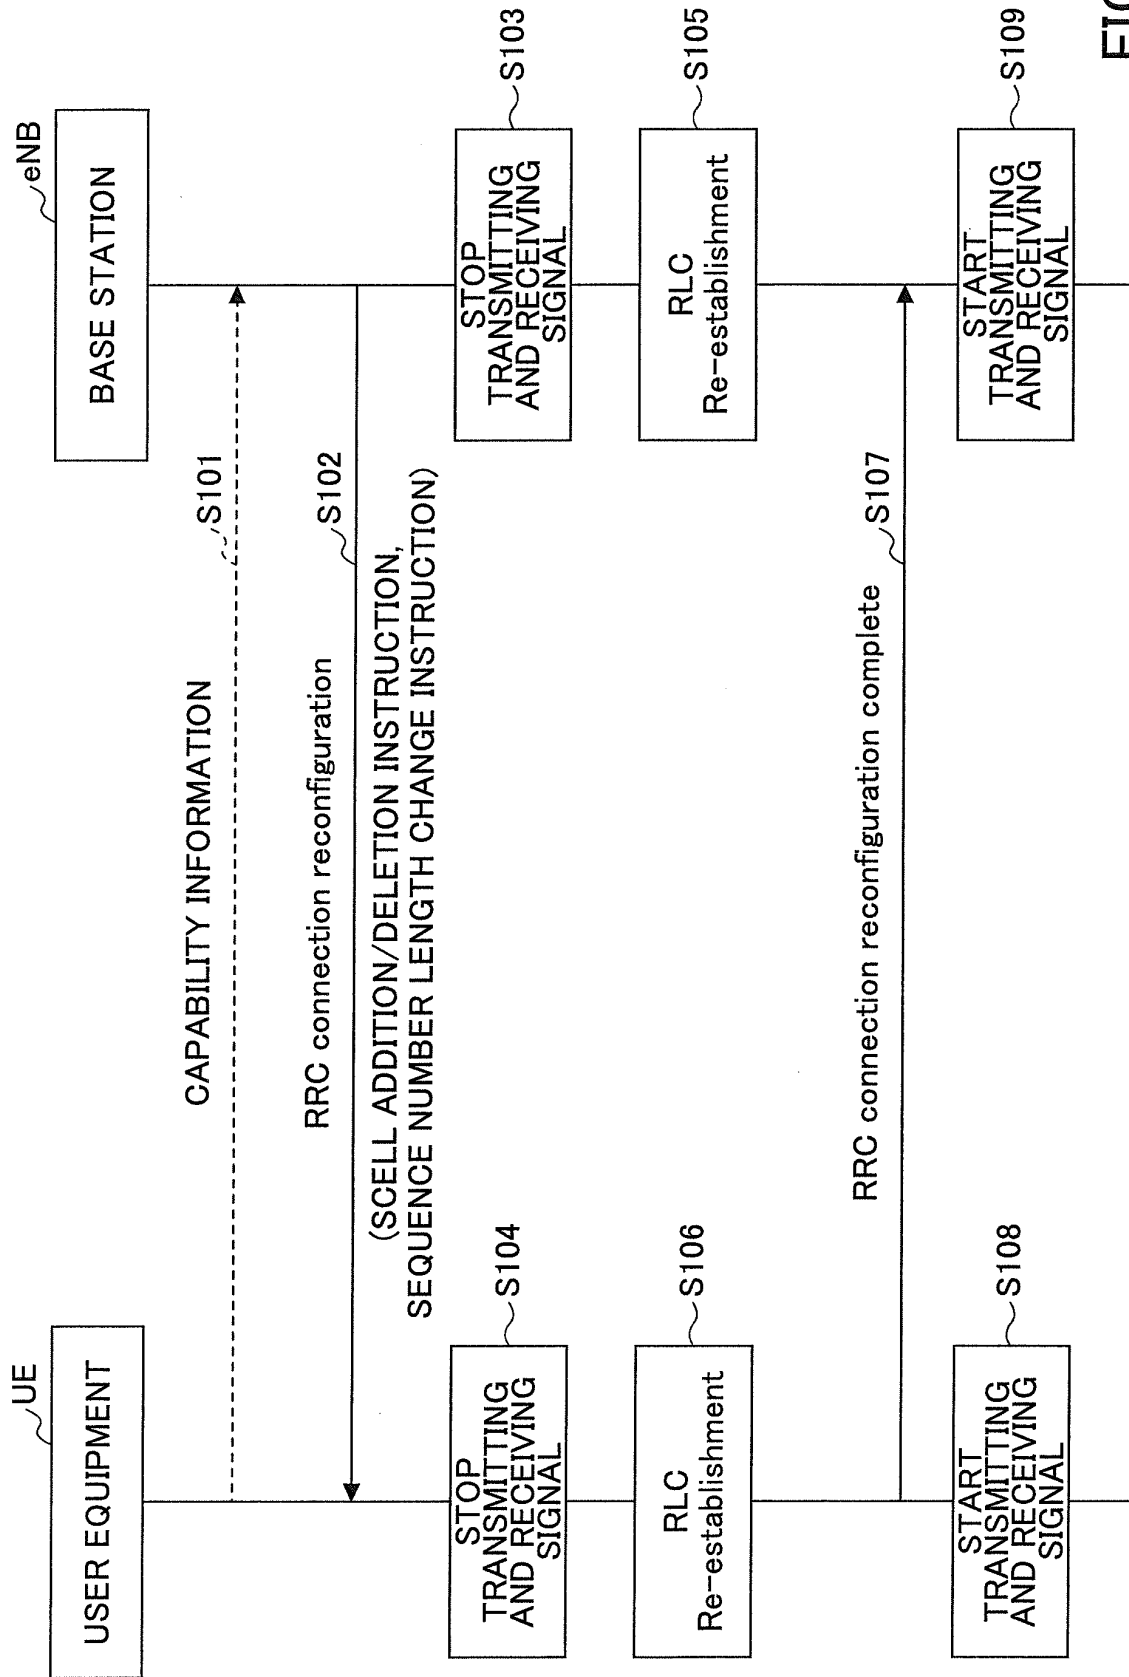 UE
USER EQUIPMENT
eNB
BASE STATION
CAPABILITY INFORMATION
S101
RRC connection reconfiguration
S102
(SCELL ADDITION/DELETION INSTRUCTION,
SEQUENCE NUMBER LENGTH CHANGE INSTRUCTION)
STOP
TRANSMITTING
AND RECEIVING
SIGNAL
S104
STOP
TRANSMITTING
AND RECEIVING
SIGNAL
S103
RLC
Re-establishment
S106
RLC
Re-establishment
S105
RRC connection reconfiguration complete
S107
START
TRANSMITTING
AND RECEIVING
SIGNAL
S108
START
TRANSMITTING
AND RECEIVING
SIGNAL
S109